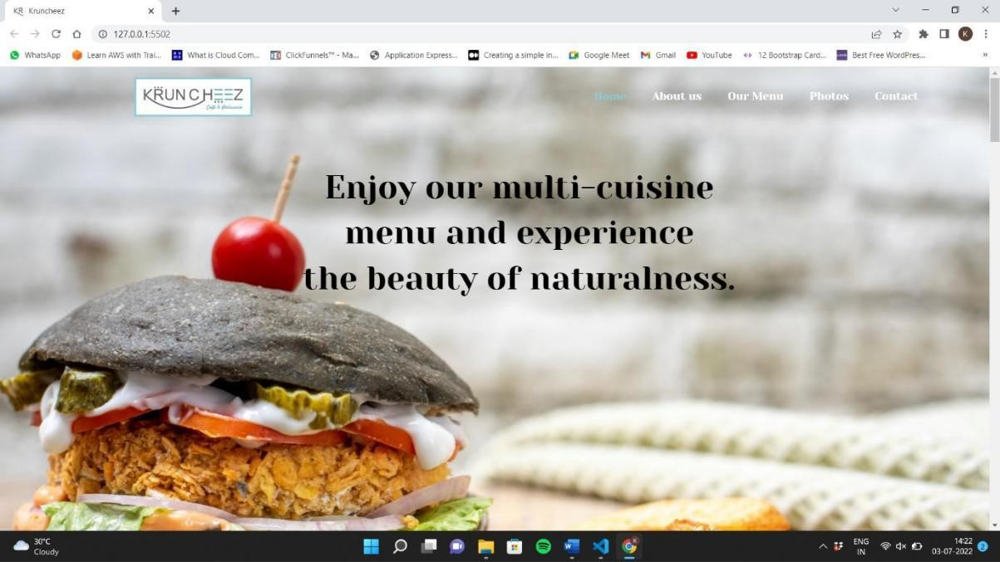 KR Kruncheez
127.0.0.1:5502
K
WhatsApp Learn AWS with Trai... What is Cloud Com... ClickFunnels™ - Ma... Application Express... Creating a simple in... Google Meet Gmail YouTube 12 Bootstrap Card... Best Free WordPres... »
KRUNCHEEZ
Café & Patisserie
Home About us Our Menu Photos Contact
Enjoy our multi-cuisine
menu and experience
the beauty of naturalness.
30°C
Cloudy
ENG
IN
14:22
03-07-2022
2